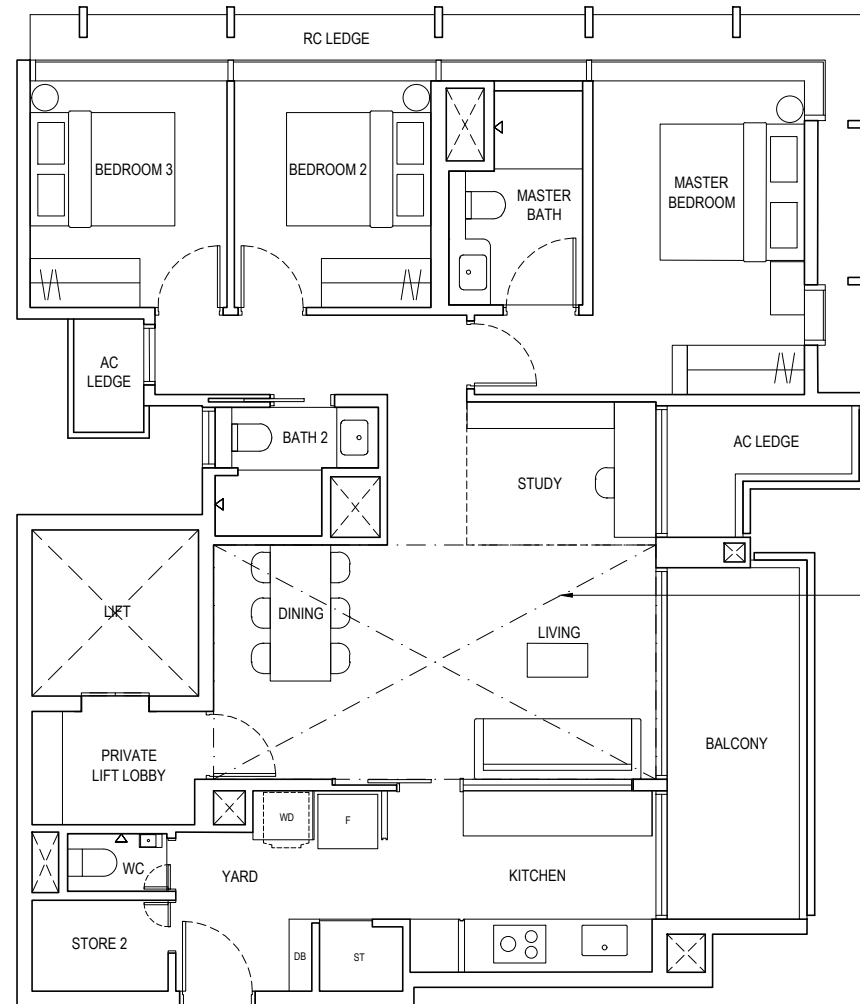 RC LEDGE
BEDROOM 3
BEDROOM 2
MASTER
BATH
MASTER
BEDROOM
AC
LEDGE
BATH 2
STUDY
AC LEDGE
LIFT
DINING
LIVING
PRIVATE
LIFT LOBBY
BALCONY
WD
F
WC
YARD
KITCHEN
STORE 2
DB
ST